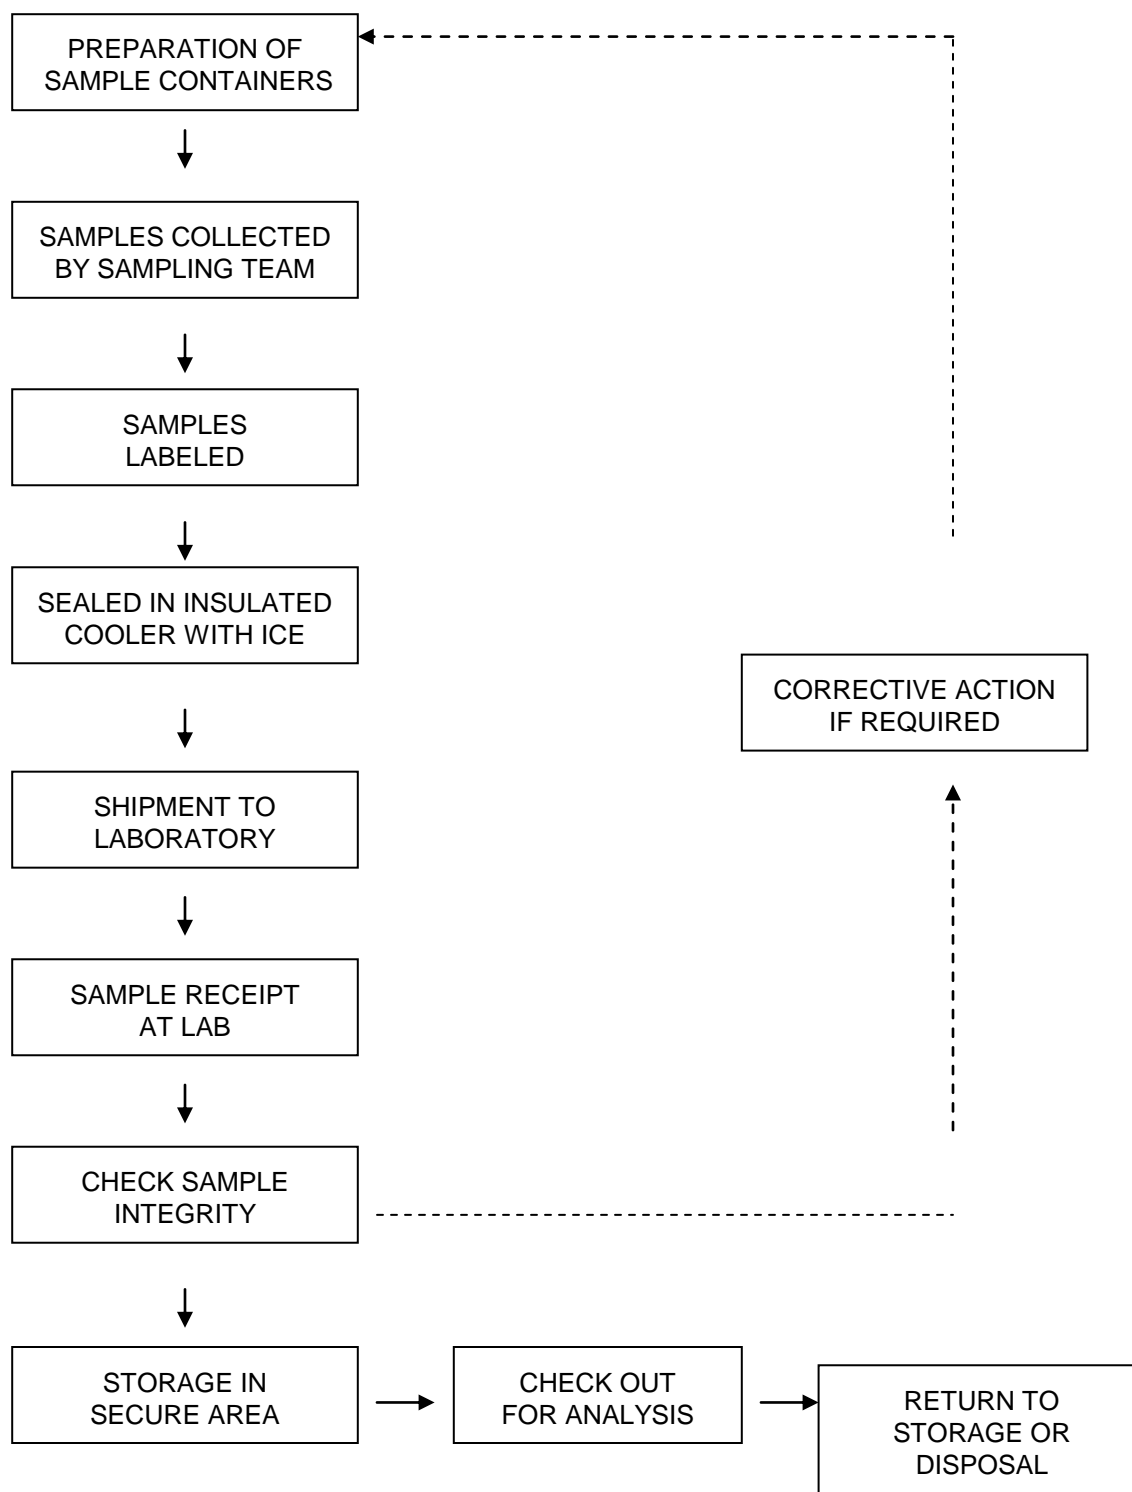 PREPARATION OF
SAMPLE CONTAINERS
SAMPLES COLLECTED
BY SAMPLING TEAM
SAMPLES
LABELED
SEALED IN INSULATED
COOLER WITH ICE
CORRECTIVE ACTION
IF REQUIRED
SHIPMENT TO
LABORATORY
SAMPLE RECEIPT
AT LAB
CHECK SAMPLE
INTEGRITY
STORAGE IN
SECURE AREA
CHECK OUT
FOR ANALYSIS
RETURN TO
STORAGE OR
DISPOSAL